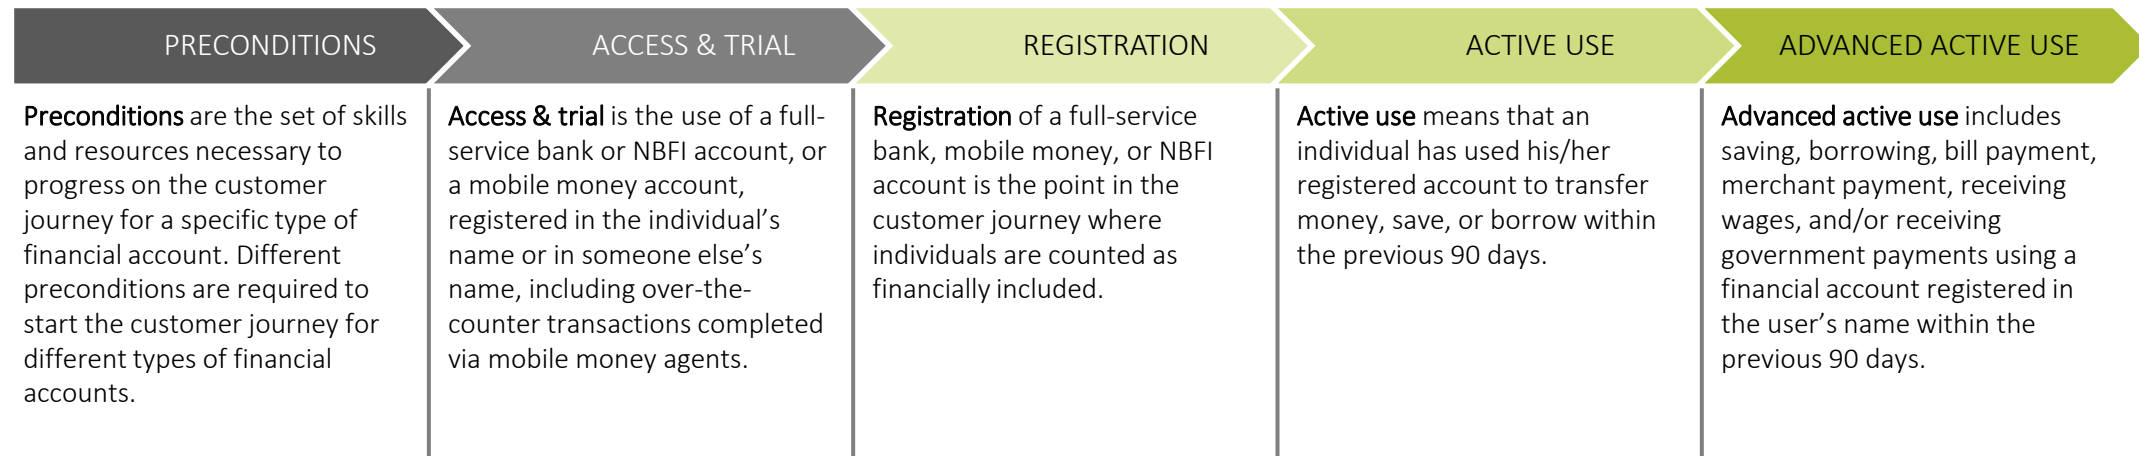 PRECONDITIONS
ACCESS & TRIAL
REGISTRATION
ACTIVE USE
ADVANCED ACTIVE USE
Preconditions are the set of skills
and resources necessary to
progress on the customer
journey for a specific type of
financial account. Different
preconditions are required to
start the customer journey for
different types of financial
accounts.
Access & trial is the use of a full-
service bank or NBFI account, or
a mobile money account,
registered in the individual's
name or in someone else's
name, including over-the-
counter transactions completed
via mobile money agents.
Registration of a full-service
bank, mobile money, or NBFI
account is the point in the
customer journey where
individuals are counted as
financially included.
Active use means that an
individual has used his/her
registered account to transfer
money, save, or borrow within
the previous 90 days.
Advanced active use includes
saving, borrowing, bill payment,
merchant payment, receiving
wages, and/or receiving
government payments using a
financial account registered in
the user's name within the
previous 90 days.